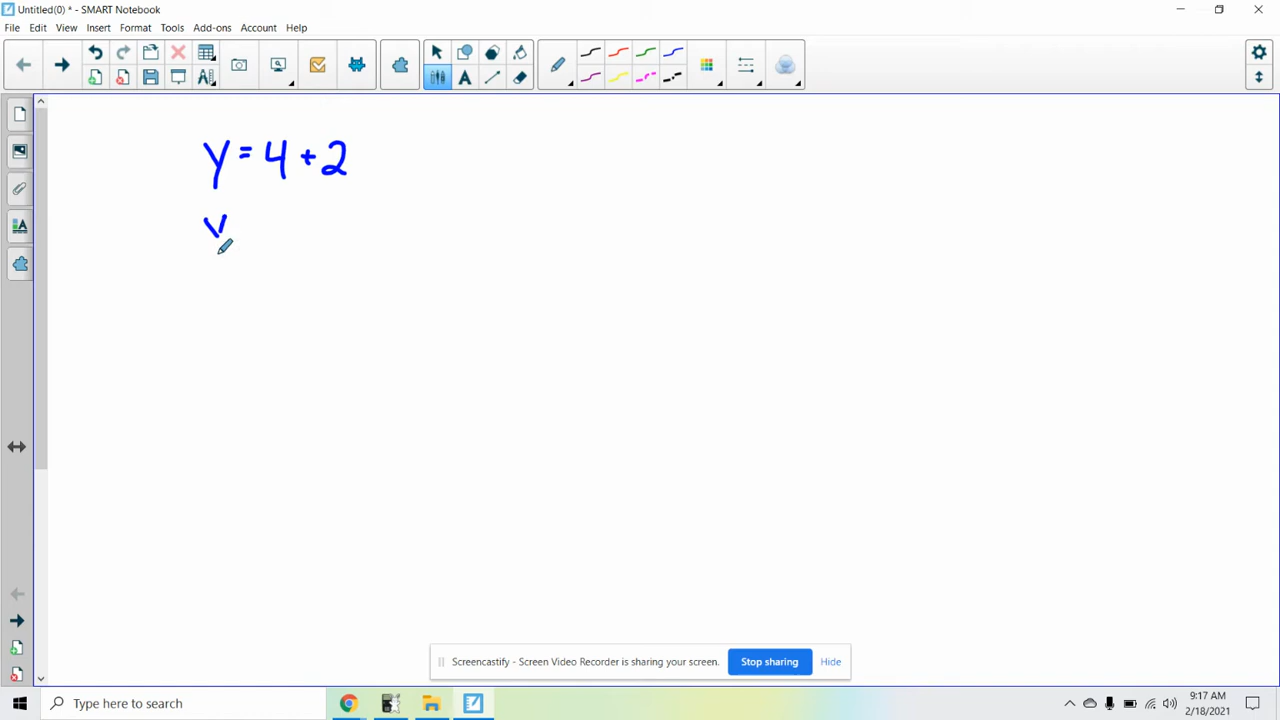 Untitled(0) * - SMART Notebook
File Edit View Insert Format Tools Add-ons Account Help
y = 4 + 2
Screencastify - Screen Video Recorder is sharing your screen. Stop sharing Hide
Type here to search
9:17 AM
2/18/2021